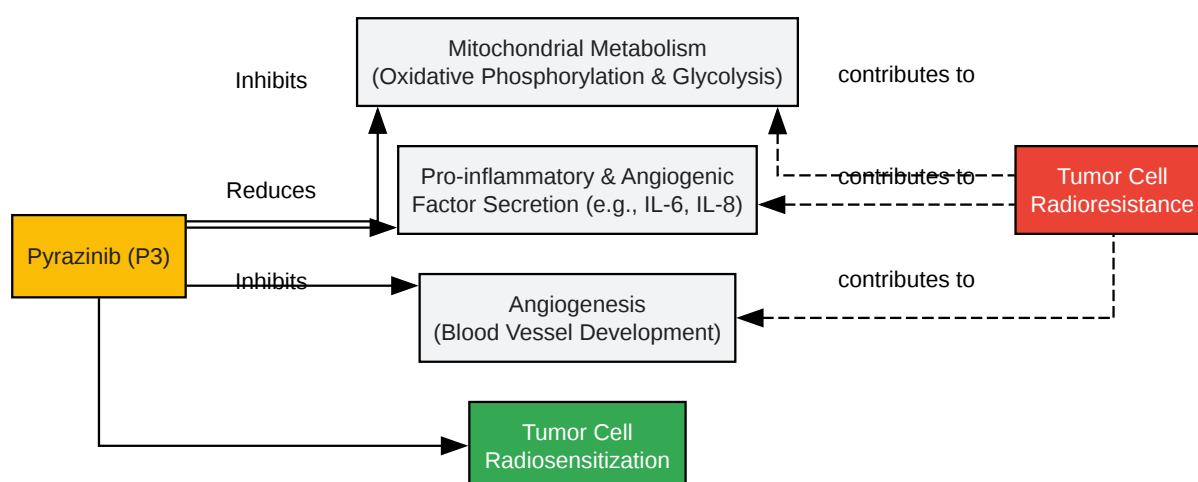 Mitochondrial Metabolism
(Oxidative Phosphorylation & Glycolysis)
Inhibits
contributes to
Pro-inflammatory & Angiogenic
Factor Secretion (e.g., IL-6, IL-8)
Reduces
contributes to
Tumor Cell
Radioresistance
Pyrazinib (P3)
Inhibits
contributes to
Angiogenesis
(Blood Vessel Development)
Tumor Cell
Radiosensitization